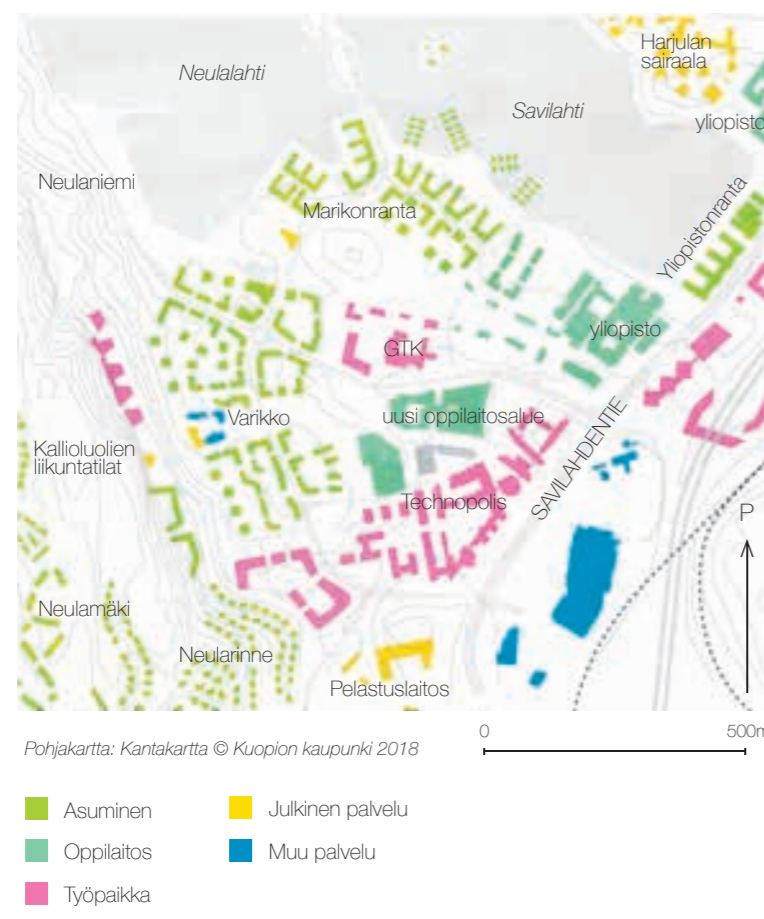 Harjulan
sairaala
Neulalahti
Savilahti
yliopisto
Neulaniemi
Marikonranta
Yliopistonranta
yliopisto
GTK
Varikko
uusi oppilaitosalue
SAVILAHDENTIE
Kallioluolien
liikuntatilat
Technopolis
P
Neulamäki
Neularinne
Pelastuslaitos
Pohjakartta: Kantakartta © Kuopion kaupunki 2018
0
500m
Asuminen
Julkinen palvelu
Oppilaitos
Muu palvelu
Työpaikka